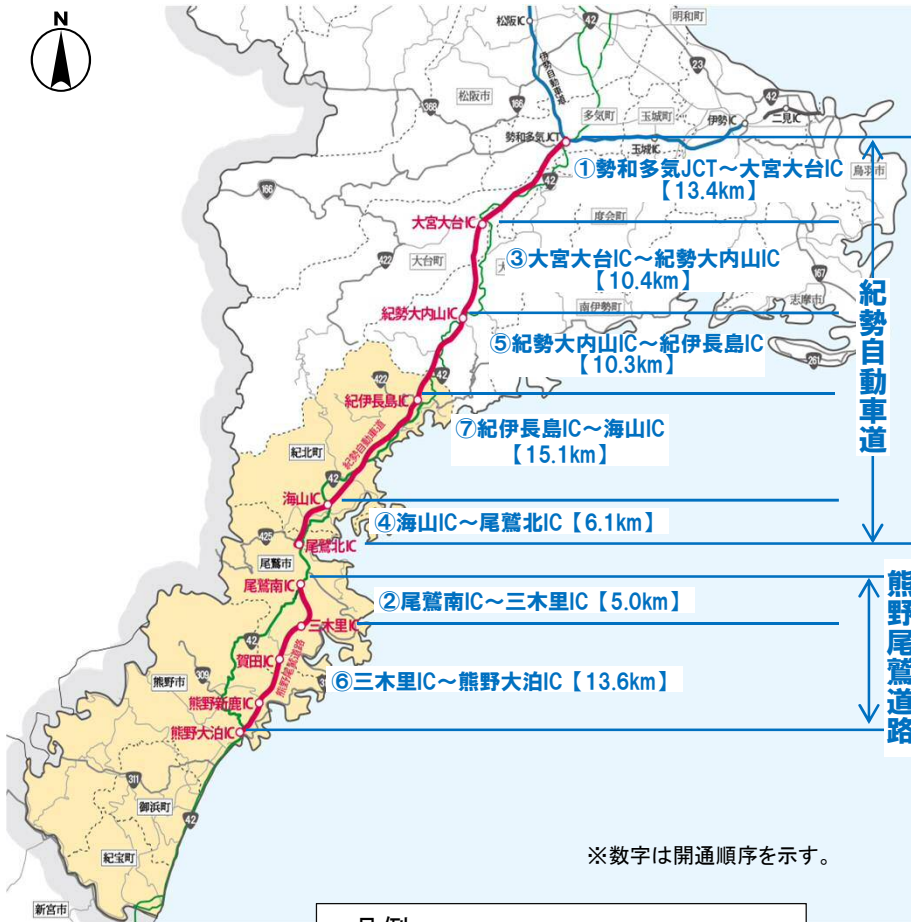 N
松阪IC
42
明和町
伊勢自動車道
23
松阪市
368
166
42
多気町
玉城町
伊勢IC
二見IC
勢和多気JCT
玉城IC
①勢和多気JCT~大宮大台IC
【13.4km】
鳥羽市
42
166
大宮大台IC
度会町
422
大台町
③大宮大台IC~紀勢大内山IC
【10.4km】
167
志摩市
南伊勢町
紀勢大内山IC
紀勢自動車道
⑤紀勢大内山IC~紀伊長島IC
【10.3km】
261
422
42
紀伊長島IC
⑦紀伊長島IC~海山IC
【15.1km】
紀勢自動車道
紀北町
42
海山IC
④海山IC~尾鷲北IC【6.1km】
425
尾鷲北IC
尾鷲市
尾鷲南IC
熊野尾鷲道路
②尾鷲南IC~三木里IC【5.0km】
三木里IC
42
賀田IC
熊野尾鷲道路
309
熊野市
⑥三木里IC~熊野大泊IC【13.6km】
熊野新鹿IC
熊野大泊IC
311
御浜町
42
紀宝町
※数字は開通順序を示す。
新宮市